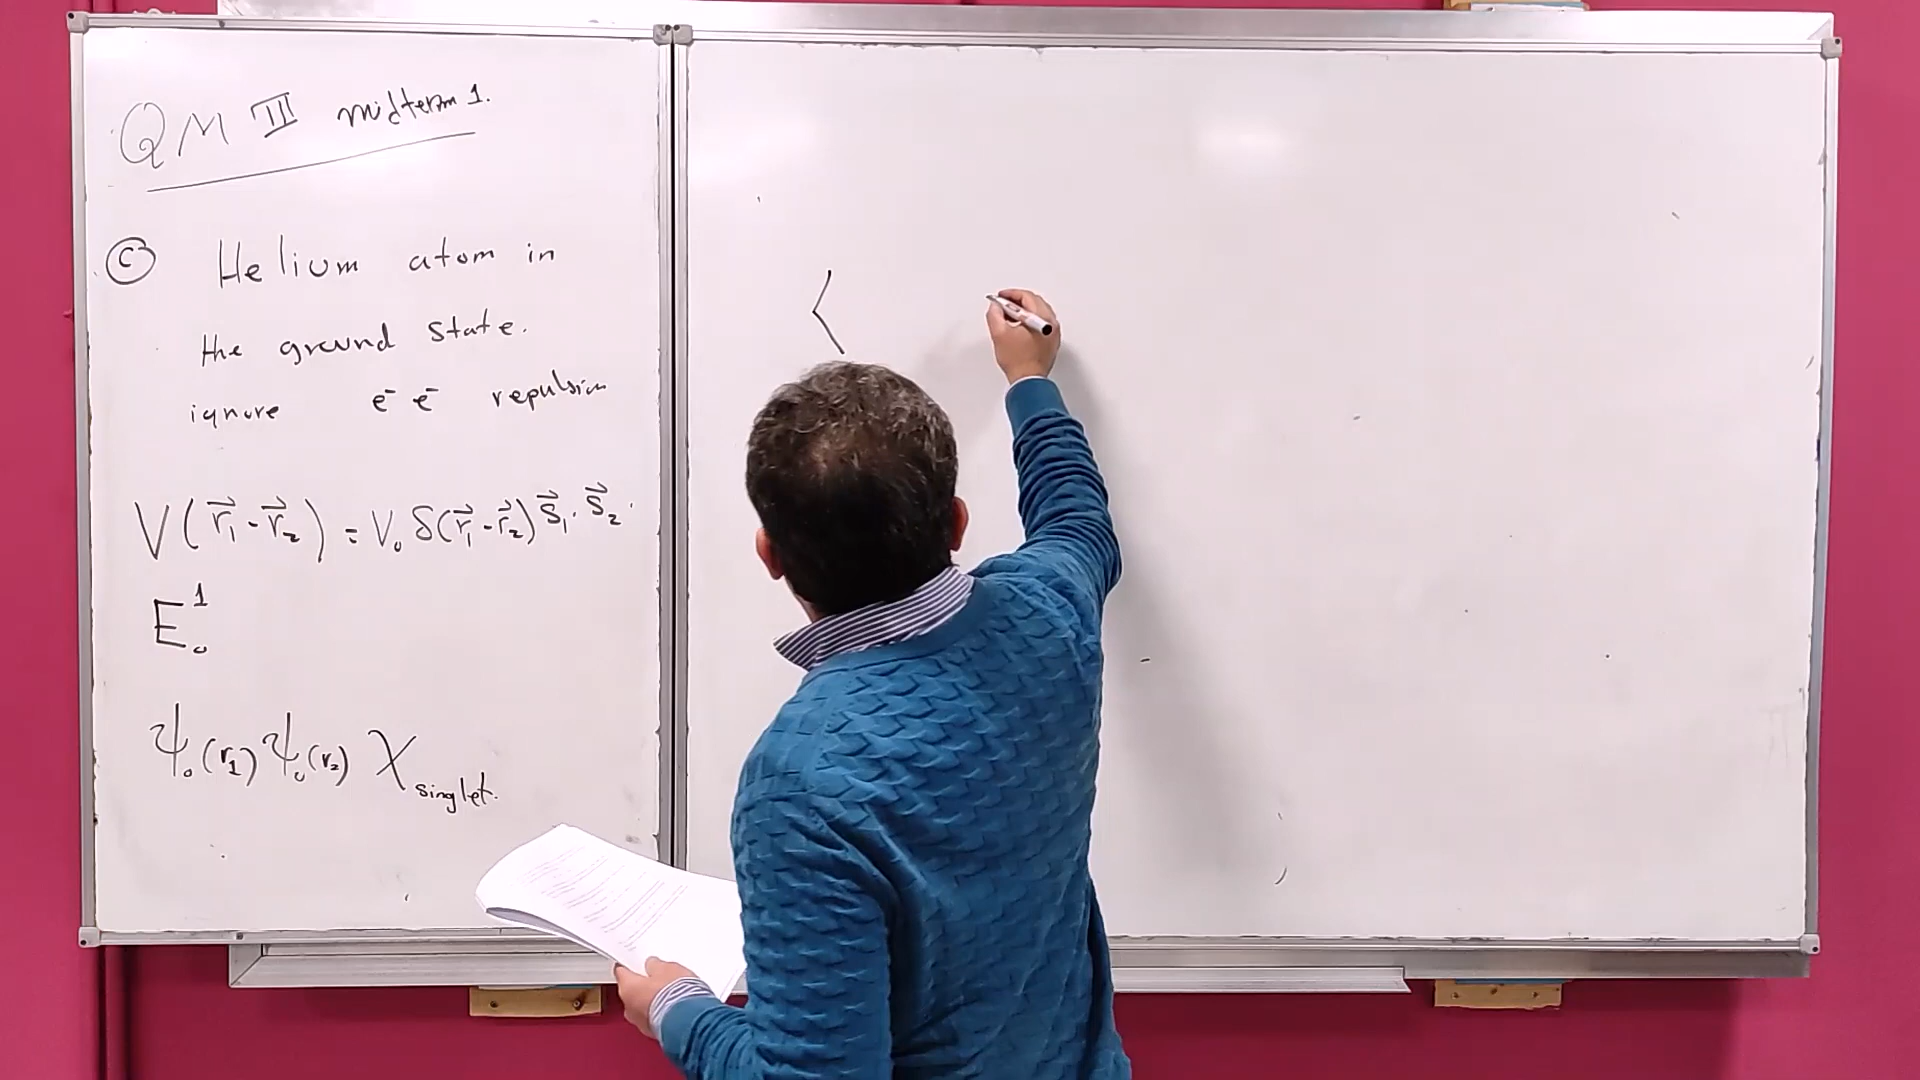 QM III midterm 1.
(c) Helium atom in
the ground state.
ignore e⁻ e⁻ repulsion
V(r⃗₁ - r⃗₂) = V₀ δ(r⃗₁ - r⃗₂) S⃗₁ · S⃗₂.
E₀¹
ψ₀(r₁) ψ₀(r₂) χ singlet.
⟨